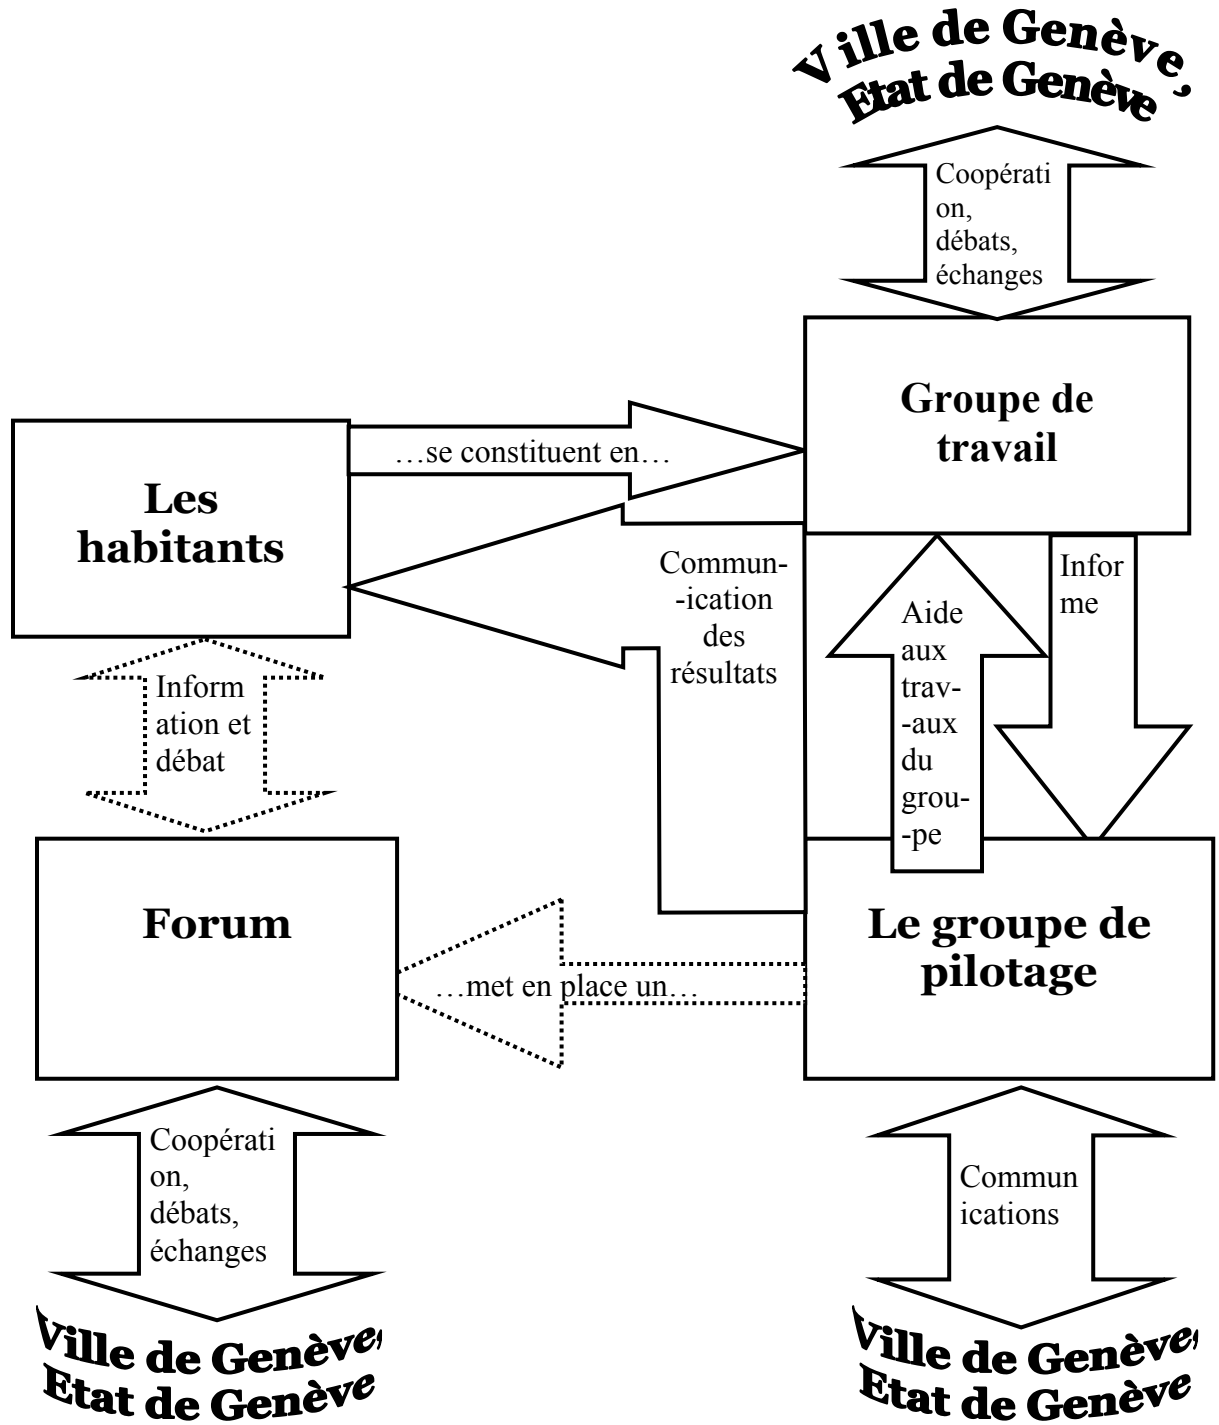 Ville de Genève,
Etat de Genève
Coopérati
on,
débats,
échanges
Groupe de
travail
…se constituent en…
Les
habitants
Commun-
-ication
des
résultats
Infor
me
Aide
aux
trav-
-aux
du
grou-
-pe
Inform
ation et
débat
Forum
Le groupe de
pilotage
…met en place un…
Coopérati
on,
débats,
échanges
Commun
ications
Ville de Genève,
Etat de Genève
Ville de Genève,
Etat de Genève